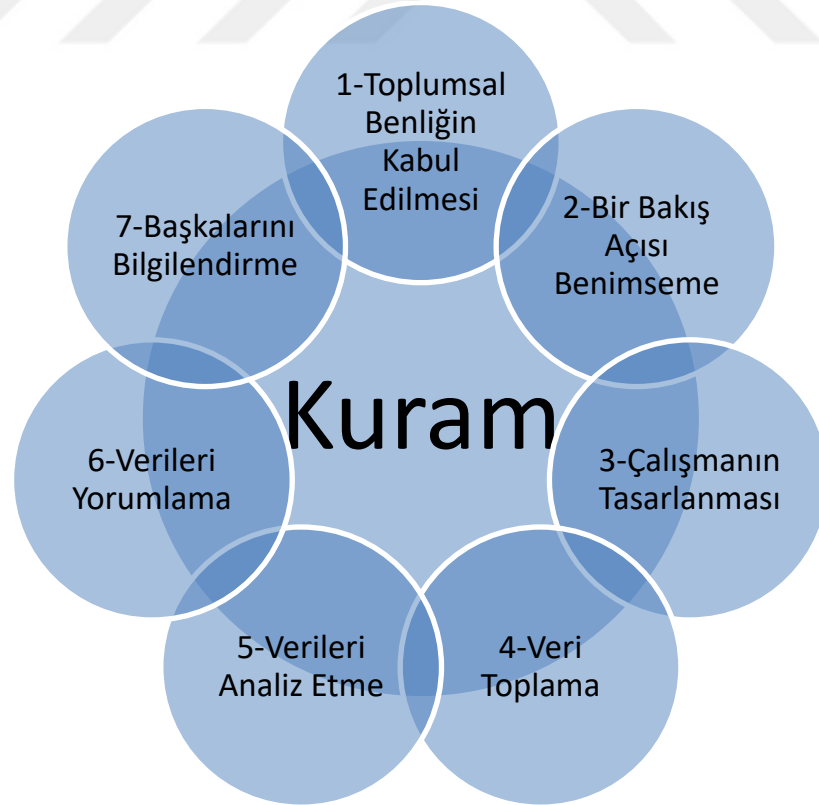 1-Toplumsal
Benliğin
Kabul
Edilmesi
2-Bir Bakış
Açısı
Benimseme
3-Çalışmanın
Tasarlanması
4-Veri
Toplama
5-Verileri
Analiz Etme
6-Verileri
Yorumlama
7-Başkalarını
Bilgilendirme
Kuram